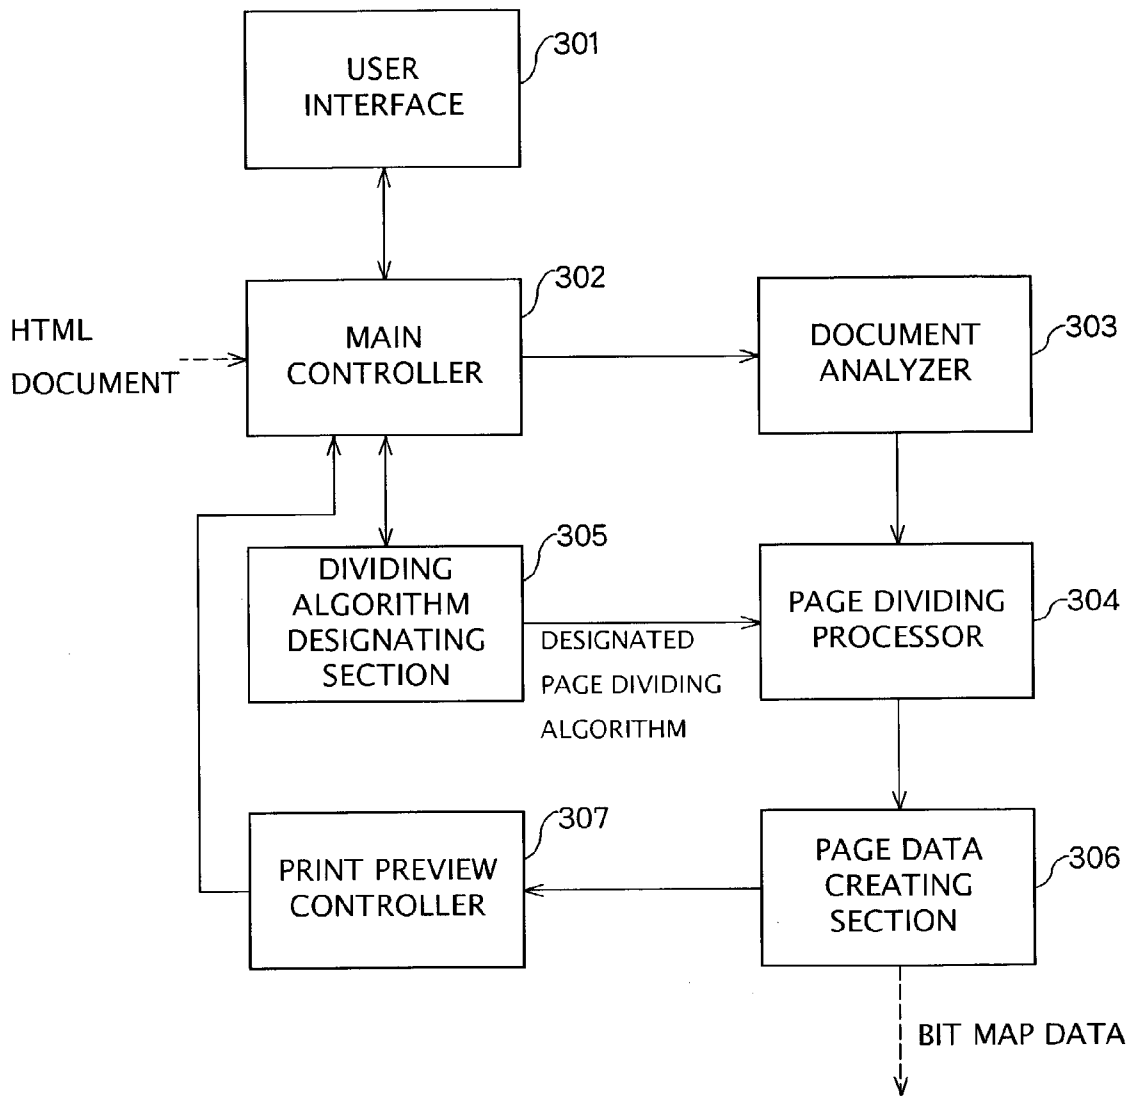 301
USER
INTERFACE
302
HTML
DOCUMENT
MAIN
CONTROLLER
303
DOCUMENT
ANALYZER
305
DIVIDING
ALGORITHM
DESIGNATING
SECTION
DESIGNATED
PAGE DIVIDING
ALGORITHM
304
PAGE DIVIDING
PROCESSOR
307
PRINT PREVIEW
CONTROLLER
306
PAGE DATA
CREATING
SECTION
BIT MAP DATA